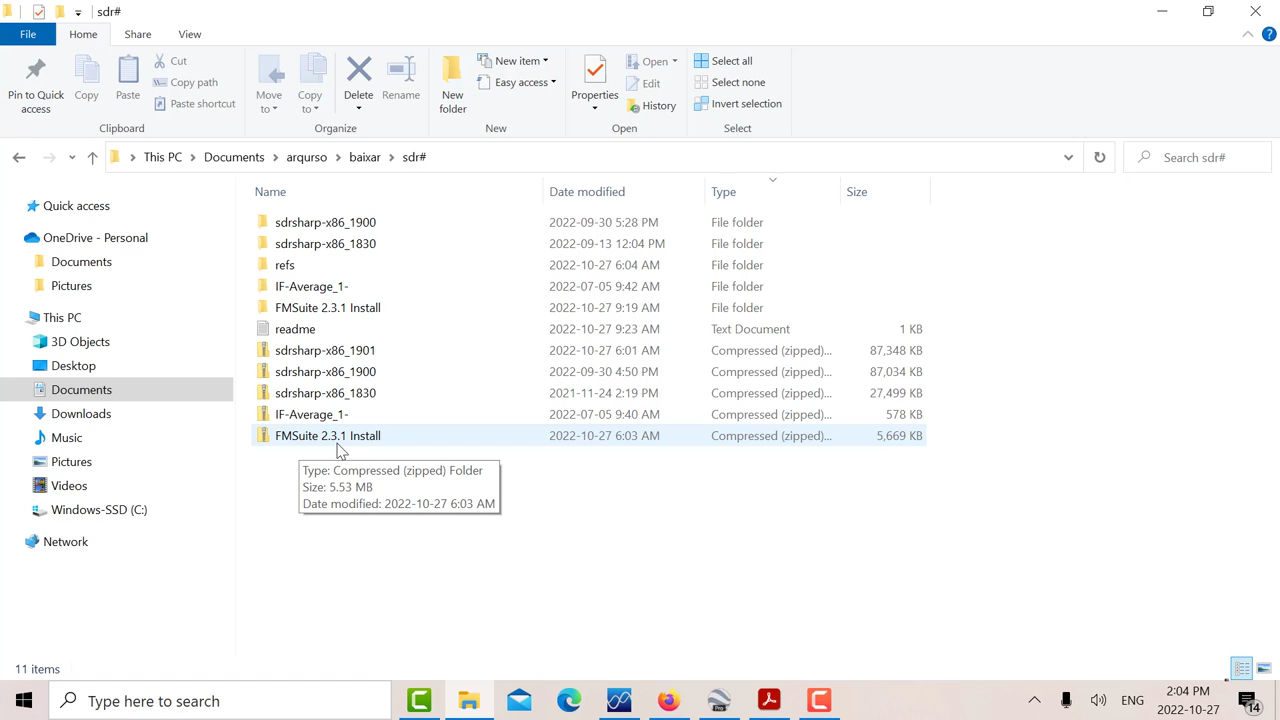 sdr#
File Home Share View
Pin to Quick access
Copy
Paste
Cut
Copy path
Paste shortcut
Clipboard
Move to
Copy to
Delete
Rename
Organize
New folder
New item
Easy access
New
Properties
Open
Edit
History
Open
Select all
Select none
Invert selection
Select
This PC > Documents > arqurso > baixar > sdr#
Search sdr#
Name Date modified Type Size
Quick access
OneDrive - Personal
Documents
Pictures
This PC
3D Objects
Desktop
Documents
Downloads
Music
Pictures
Videos
Windows-SSD (C:)
Network
sdrsharp-x86_1900 2022-09-30 5:28 PM File folder
sdrsharp-x86_1830 2022-09-13 12:04 PM File folder
refs 2022-10-27 6:04 AM File folder
IF-Average_1- 2022-07-05 9:42 AM File folder
FMSuite 2.3.1 Install 2022-10-27 9:19 AM File folder
readme 2022-10-27 9:23 AM Text Document 1 KB
sdrsharp-x86_1901 2022-10-27 6:01 AM Compressed (zipped)... 87,348 KB
sdrsharp-x86_1900 2022-09-30 4:50 PM Compressed (zipped)... 87,034 KB
sdrsharp-x86_1830 2021-11-24 2:19 PM Compressed (zipped)... 27,499 KB
IF-Average_1- 2022-07-05 9:40 AM Compressed (zipped)... 578 KB
FMSuite 2.3.1 Install 2022-10-27 6:03 AM Compressed (zipped)... 5,669 KB
Type: Compressed (zipped) Folder
Size: 5.53 MB
Date modified: 2022-10-27 6:03 AM
11 items
Type here to search
Pro
ENG
2:04 PM
2022-10-27
14